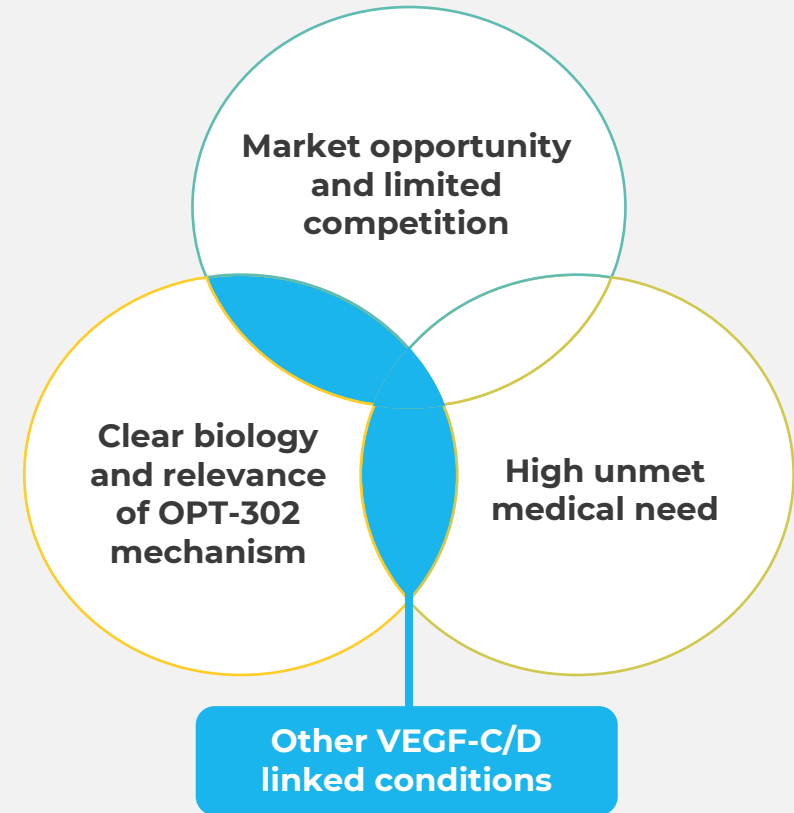 Market opportunity
and limited
competition
Clear biology
and relevance
of OPT-302
mechanism
High unmet
medical need
Other VEGF-C/D
linked conditions